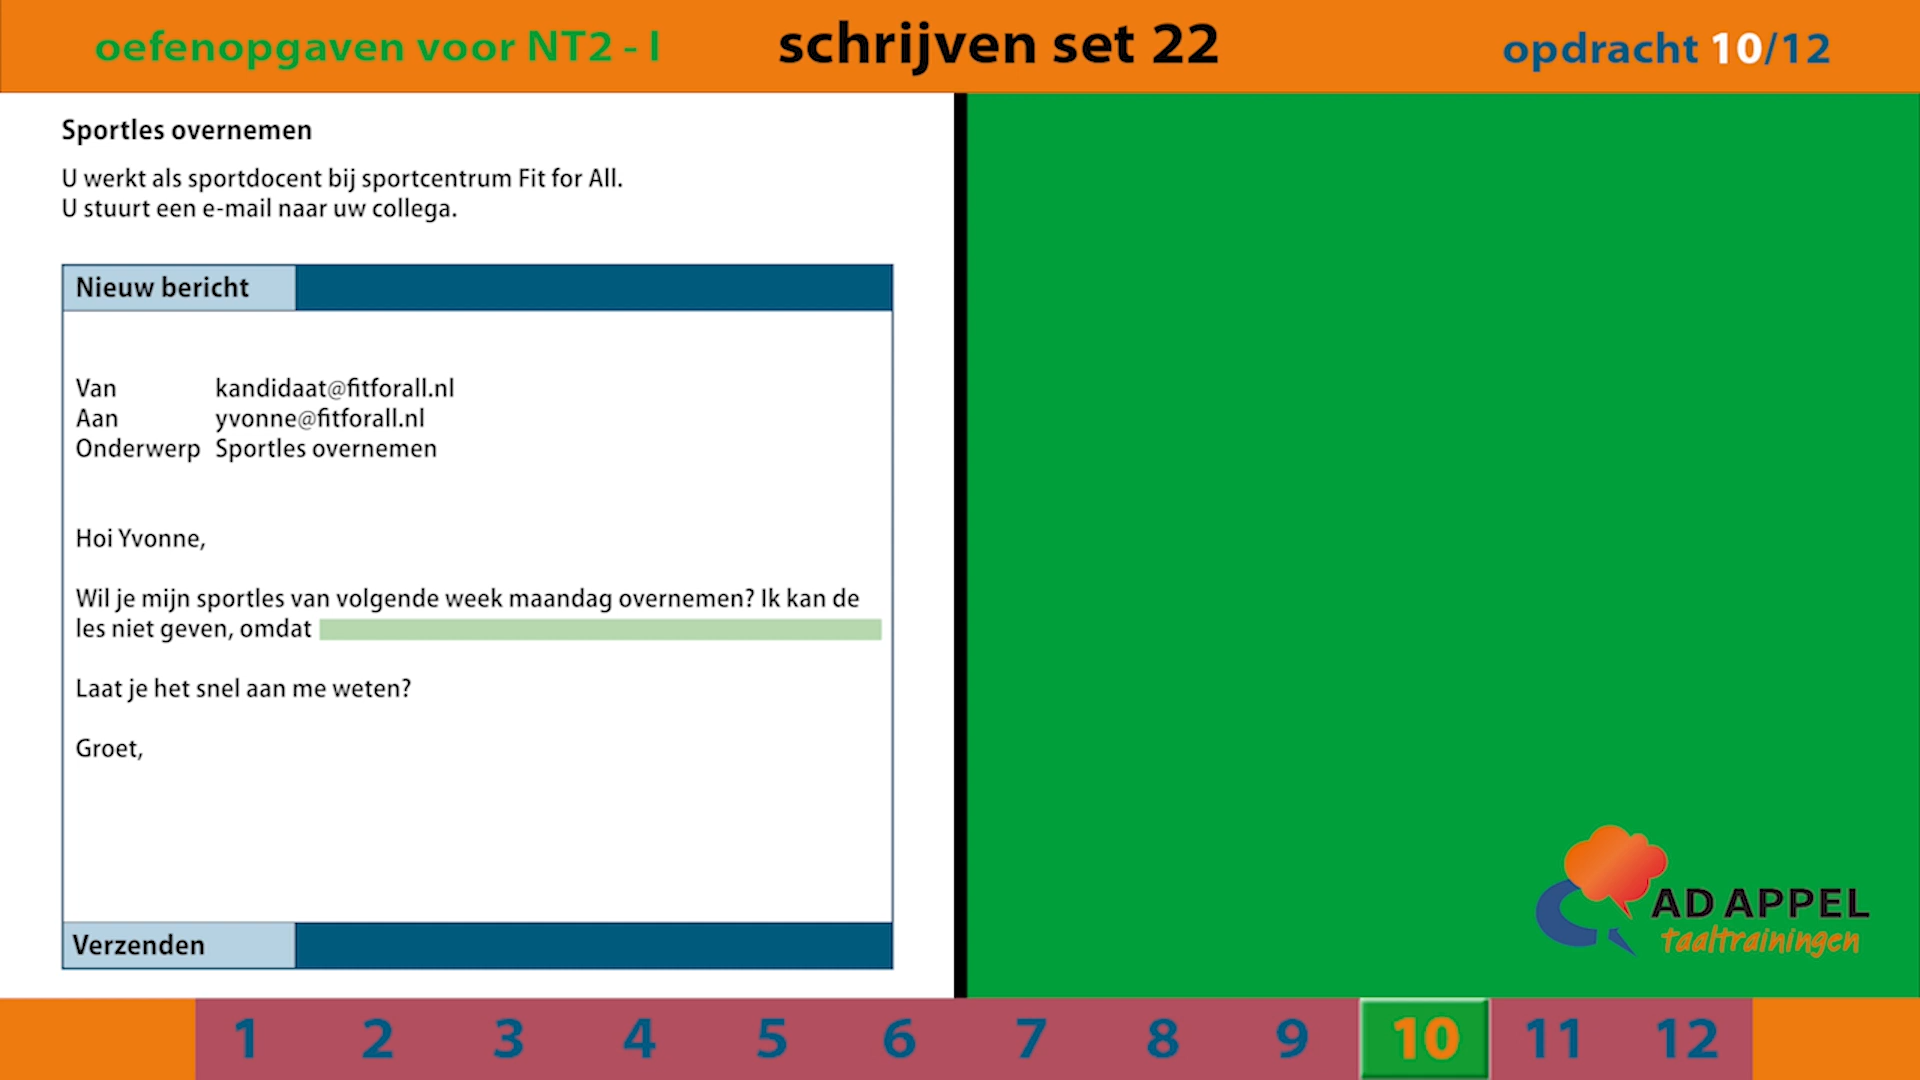 oefenopgaven voor NT2 - I
schrijven set 22
opdracht 10/12
Sportles overnemen
U werkt als sportdocent bij sportcentrum Fit for All.
U stuurt een e-mail naar uw collega.
Nieuw bericht
Van kandidaat@fitforall.nl
Aan yvonne@fitforall.nl
Onderwerp Sportles overnemen
Hoi Yvonne,
Wil je mijn sportles van volgende week maandag overnemen? Ik kan de
les niet geven, omdat
Laat je het snel aan me weten?
Groet,
Verzenden
AD APPEL
taaltrainingen
1 2 3 4 5 6 7 8 9 10 11 12